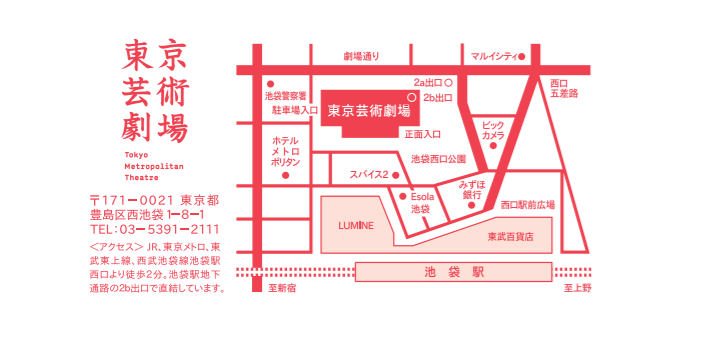 東京
芸術
劇場
Tokyo
Metropolitan
Theatre
〒171-0021 東京都
豊島区西池袋1-8-1
TEL:03-5391-2111
＜アクセス＞ JR、東京メトロ、東
武東上線、西武池袋線池袋駅
西口より徒歩2分。池袋駅地下
通路の2b出口で直結しています。
劇場通り
マルイシティ
2a出口
2b出口
西口
五差路
池袋警察署
駐車場入口
東京芸術劇場
正面入口
ビック
カメラ
ホテル
メトロ
ポリタン
池袋西口公園
スパイス2
みずほ
銀行
Esola
池袋
西口駅前広場
LUMINE
東武百貨店
池袋駅
至新宿
至上野